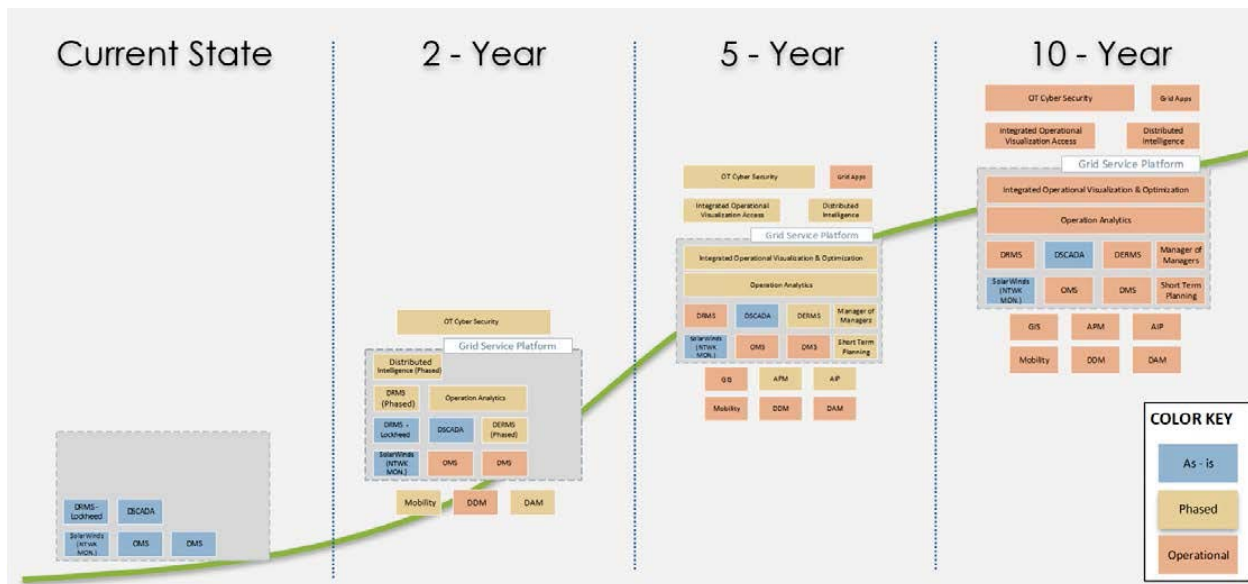 Current State
DRMS -
Lockheed
DSCADA
SolarWinds
(NTWK
MON.)
OMS
DMS
2 - Year
OT Cyber Security
Grid Service Platform
Distributed
Intelligence (Phased)
DRMS
(Phased)
Operation Analytics
DRMS -
Lockheed
DSCADA
DERMS
(Phased)
SolarWinds
(NTWK
MON.)
OMS
DMS
Mobility
DDM
DAM
5 - Year
OT Cyber Security
Grid Apps
Integrated Operational
Visualization Access
Distributed
Intelligence
Grid Service Platform
Integrated Operational Visualization & Optimization
Operation Analytics
DRMS
DSCADA
DERMS
Manager of
Managers
SolarWinds
(NTWK
MON.)
OMS
DMS
Short Term
Planning
GIS
APM
AIP
Mobility
DDM
DAM
10 - Year
OT Cyber Security
Grid Apps
Integrated Operational
Visualization Access
Distributed
Intelligence
Grid Service Platform
Integrated Operational Visualization & Optimization
Operation Analytics
DRMS
DSCADA
DERMS
Manager of
Managers
SolarWinds
(NTWK
MON.)
OMS
DMS
Short Term
Planning
GIS
APM
AIP
Mobility
DDM
DAM
COLOR KEY
As - is
Phased
Operational